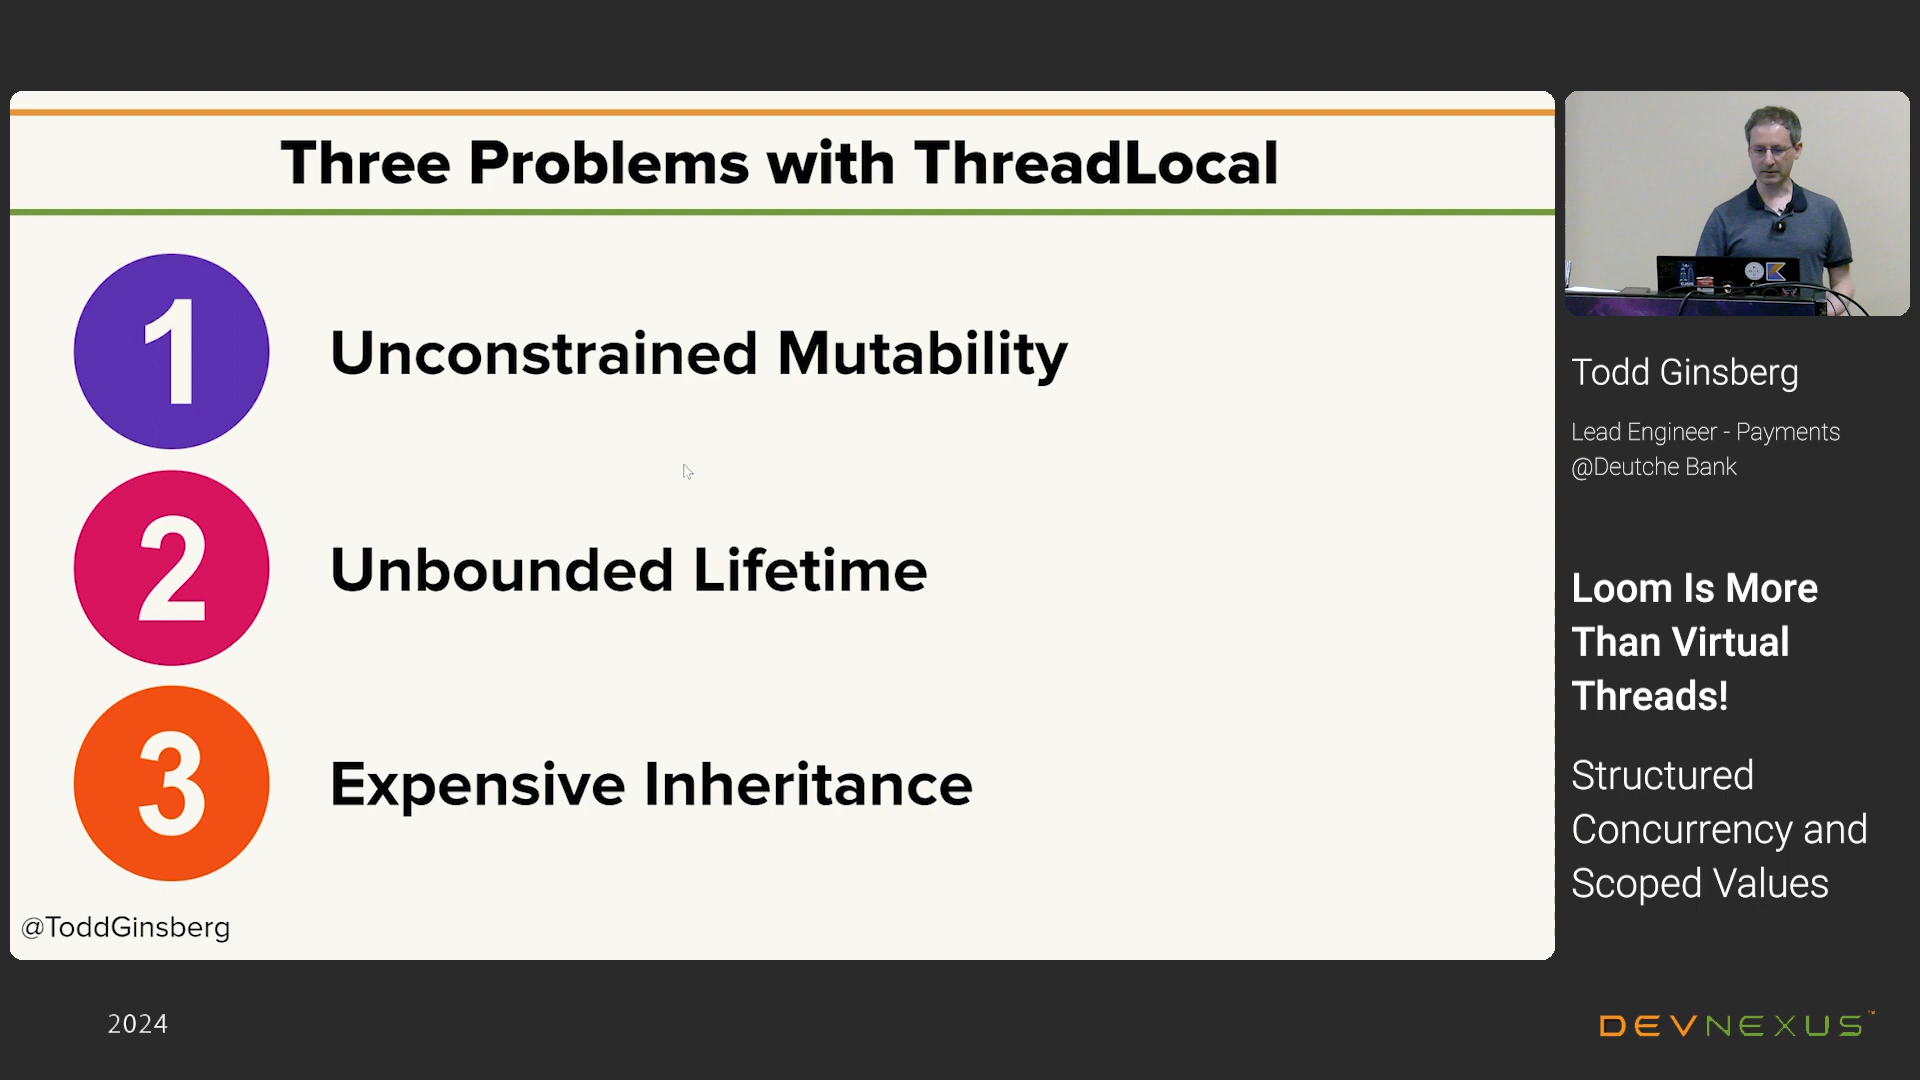 Three Problems with ThreadLocal
1
Unconstrained Mutability
2
Unbounded Lifetime
3
Expensive Inheritance
@ToddGinsberg
Todd Ginsberg
Lead Engineer - Payments
@Deutche Bank
Loom Is More
Than Virtual
Threads!
Structured
Concurrency and
Scoped Values
2024
DEVNEXUS™